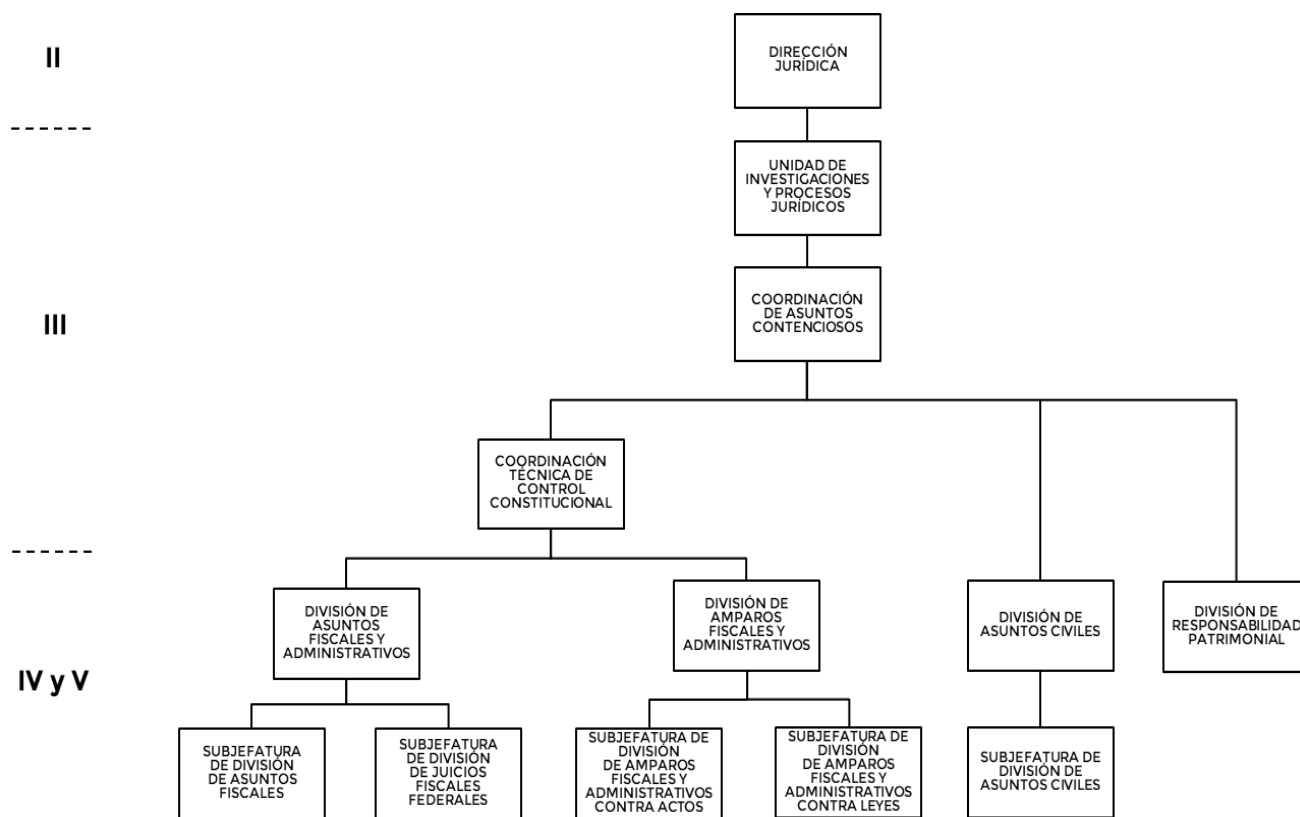 II
DIRECCIÓN
JURÍDICA
UNIDAD DE
INVESTIGACIONES
Y PROCESOS
JURÍDICOS
III
COORDINACIÓN
DE ASUNTOS
CONTENCIOSOS
COORDINACIÓN
TÉCNICA DE
CONTROL
CONSTITUCIONAL
IV y V
DIVISIÓN DE
ASUNTOS
FISCALES Y
ADMINISTRATIVOS
DIVISIÓN DE
AMPAROS
FISCALES Y
ADMINISTRATIVOS
DIVISIÓN DE
ASUNTOS CIVILES
DIVISIÓN DE
RESPONSABILIDAD
PATRIMONIAL
SUBJEFATURA
DE DIVISIÓN
DE ASUNTOS
FISCALES
SUBJEFATURA
DE DIVISIÓN
DE JUICIOS
FISCALES
FEDERALES
SUBJEFATURA DE
DIVISIÓN
DE AMPAROS
FISCALES Y
ADMINISTRATIVOS
CONTRA ACTOS
SUBJEFATURA DE
DIVISIÓN
DE AMPAROS
FISCALES Y
ADMINISTRATIVOS
CONTRA LEYES
SUBJEFATURA DE
DIVISIÓN DE
ASUNTOS CIVILES